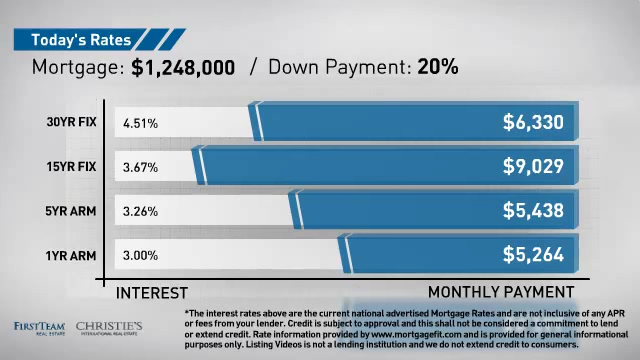 Today's Rates
Mortgage: $1,248,000 / Down Payment: 20%
30YR FIX 4.51% $6,330
15YR FIX 3.67% $9,029
5YR ARM 3.26% $5,438
1YR ARM 3.00% $5,264
INTEREST MONTHLY PAYMENT
FIRSTTEAM REAL ESTATE
CHRISTIE'S INTERNATIONAL REAL ESTATE
*The interest rates above are the current national advertised Mortgage Rates and are not inclusive of any APR
or fees from your lender. Credit is subject to approval and this shall not be considered a commitment to lend
or extend credit. Rate information provided by www.mortgagefit.com and is provided for general informational
purposes only. Listing Videos is not a lending institution and we do not extend credit to consumers.